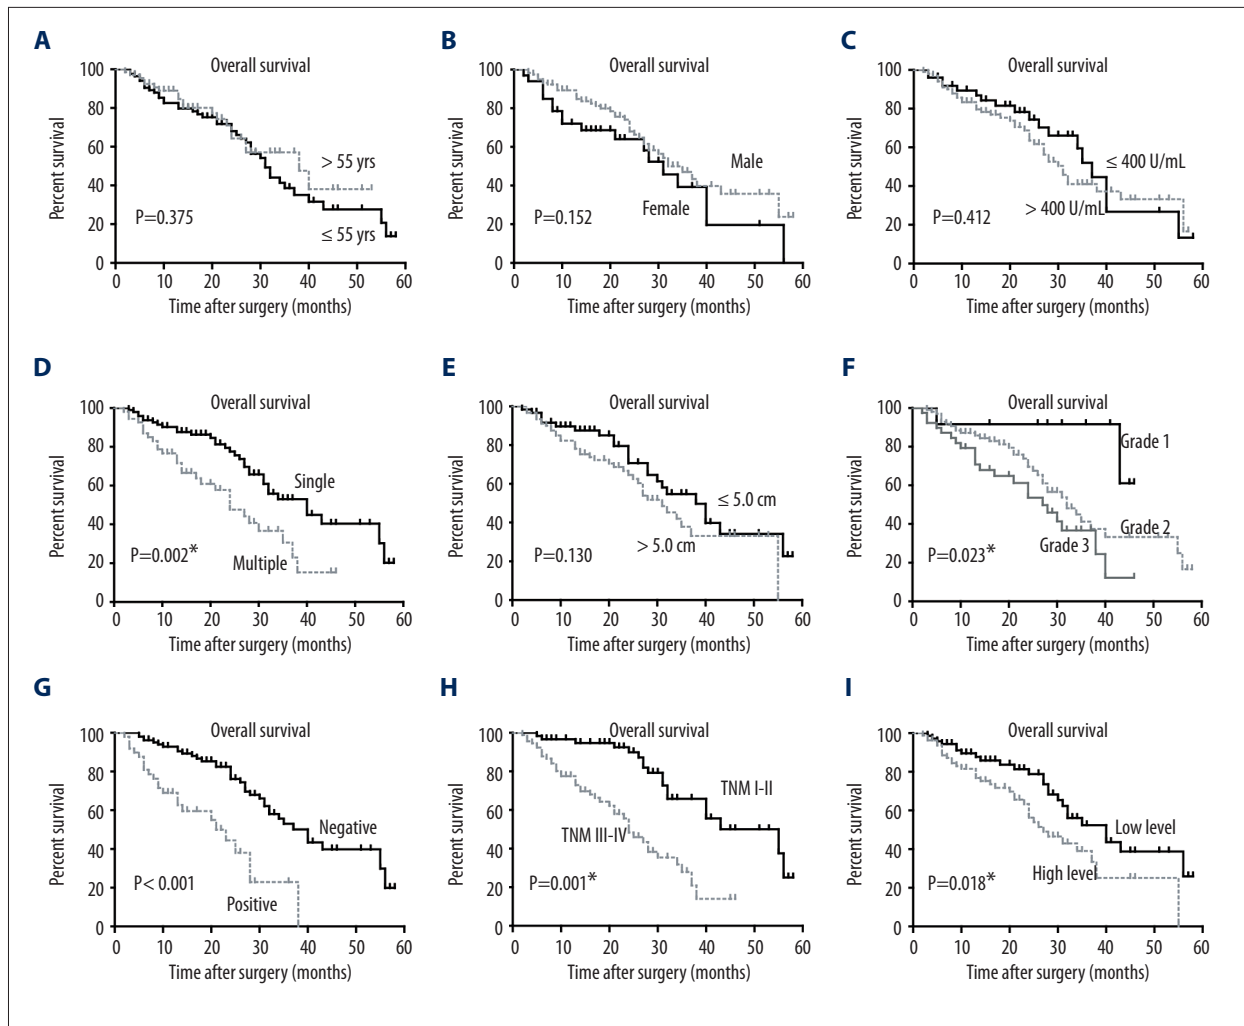 A
Overall survival
Percent survival
100
80
60
40
20
0
> 55 yrs
≤ 55 yrs
P=0.375
0 10 20 30 40 50 60
Time after surgery (months)
B
Overall survival
Percent survival
100
80
60
40
20
0
Male
Female
P=0.152
0 10 20 30 40 50 60
Time after surgery (months)
C
Overall survival
Percent survival
100
80
60
40
20
0
≤ 400 U/mL
> 400 U/mL
P=0.412
0 10 20 30 40 50 60
Time after surgery (months)
D
Overall survival
Percent survival
100
80
60
40
20
0
Single
P=0.002*
Multiple
0 10 20 30 40 50 60
Time after surgery (months)
E
Overall survival
Percent survival
100
80
60
40
20
0
≤ 5.0 cm
> 5.0 cm
P=0.130
0 10 20 30 40 50 60
Time after surgery (months)
F
Overall survival
Percent survival
100
80
60
40
20
0
Grade 1
Grade 2
Grade 3
P=0.023*
0 10 20 30 40 50 60
Time after surgery (months)
G
Overall survival
Percent survival
100
80
60
40
20
0
Negative
P< 0.001
Positive
0 10 20 30 40 50 60
Time after surgery (months)
H
Overall survival
Percent survival
100
80
60
40
20
0
TNM I-II
TNM III-IV
P=0.001*
0 10 20 30 40 50 60
Time after surgery (months)
I
Overall survival
Percent survival
100
80
60
40
20
0
Low level
High level
P=0.018*
0 10 20 30 40 50 60
Time after surgery (months)